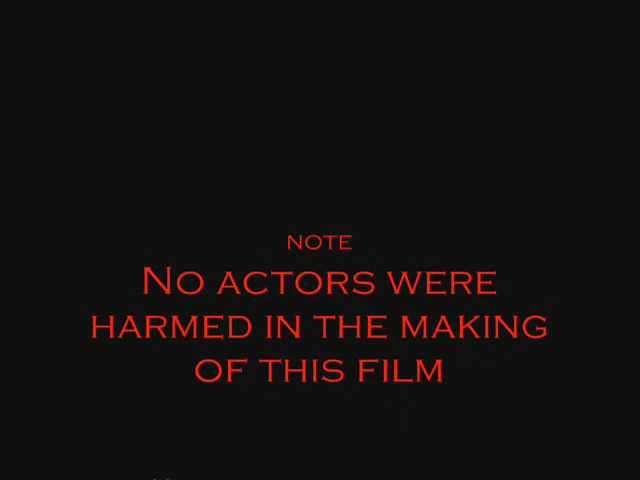 NOTE
NO ACTORS WERE
HARMED IN THE MAKING
OF THIS FILM